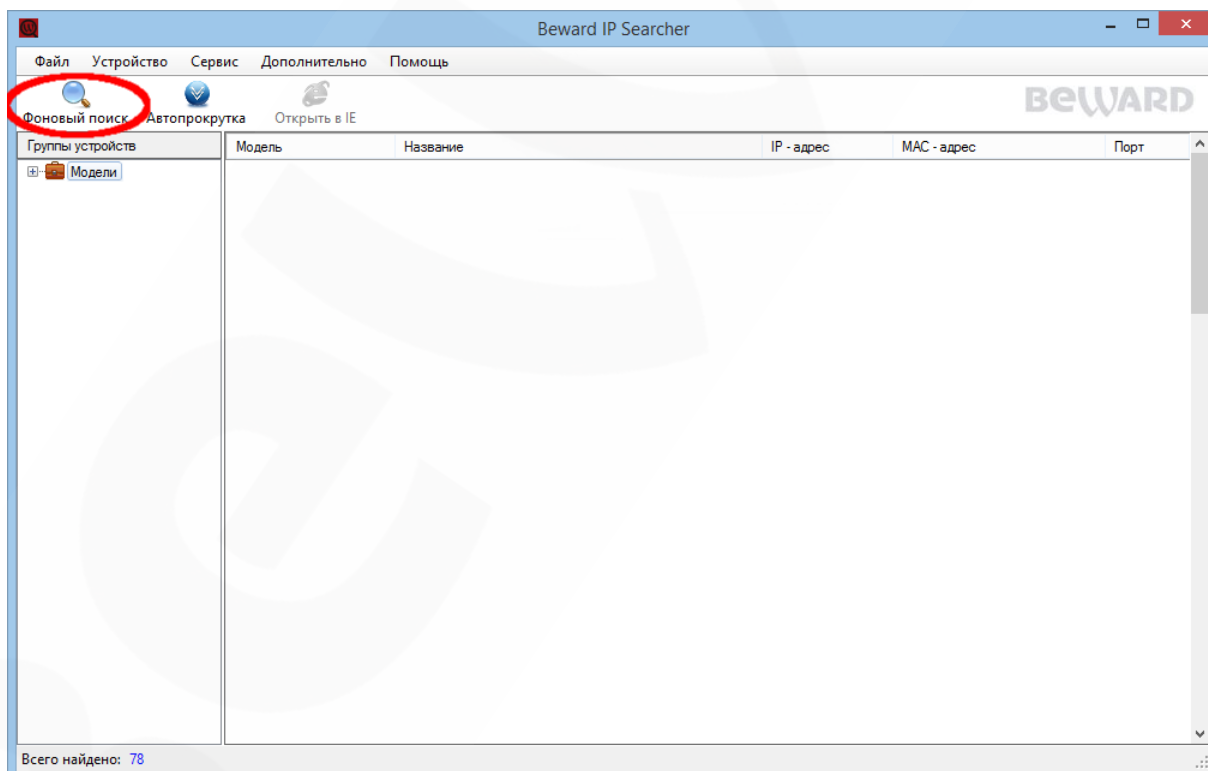 Beward IP Searcher
Файл Устройство Сервис Дополнительно Помощь
Фоновый поиск Автопрокрутка Открыть в IE
BEWARD
Группы устройств Модель Название IP - адрес MAC - адрес Порт
Модели
Всего найдено: 78